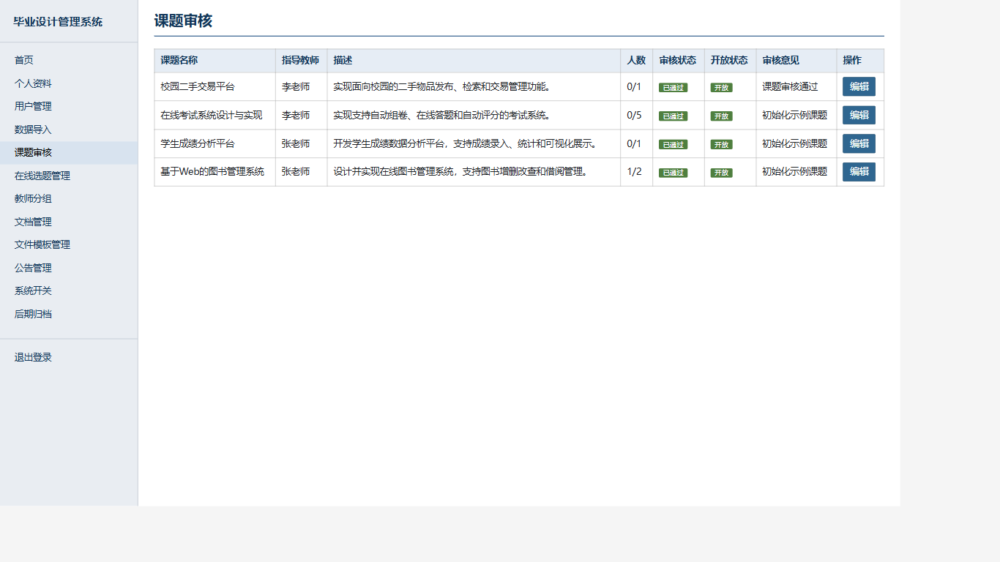 毕业设计管理系统
首页
个人资料
用户管理
数据导入
课题审核
在线选题管理
教师分组
文档管理
文件模板管理
公告管理
系统开关
后期归档
退出登录
课题审核
课题名称 指导教师 描述 人数 审核状态 开放状态 审核意见 操作
校园二手交易平台 李老师 实现面向校园的二手物品发布、检索和交易管理功能。 0/1 已通过 开放 课题审核通过 编辑
在线考试系统设计与实现 李老师 实现支持自动组卷、在线答题和自动评分的考试系统。 0/5 已通过 开放 初始化示例课题 编辑
学生成绩分析平台 张老师 开发学生成绩数据分析平台，支持成绩录入、统计和可视化展示。 0/1 已通过 开放 初始化示例课题 编辑
基于Web的图书管理系统 张老师 设计并实现在线图书管理系统，支持图书增删改查和借阅管理。 1/2 已通过 开放 初始化示例课题 编辑